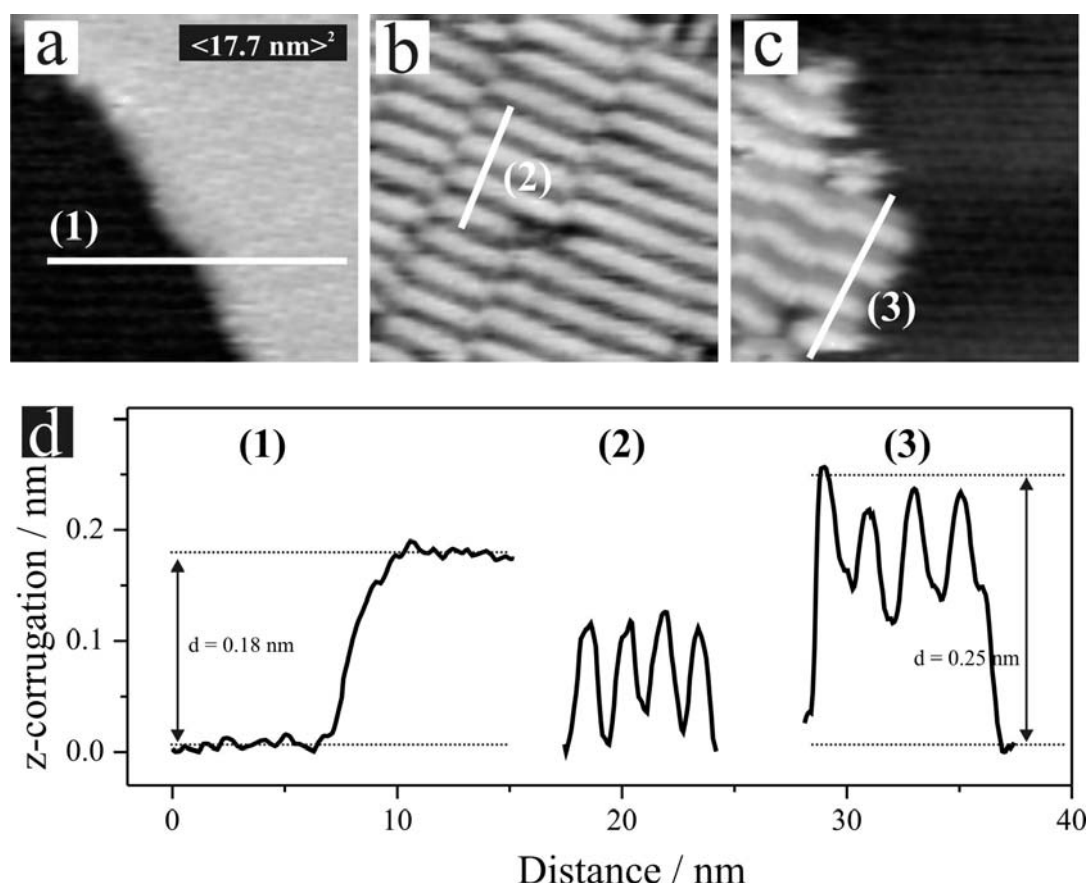 a
<17.7 nm>²
(1)
b
(2)
c
(3)
d
(1)
(2)
(3)
z-corrugation / nm
0.2
0.1
0.0
d = 0.18 nm
d = 0.25 nm
0
10
20
30
40
Distance / nm